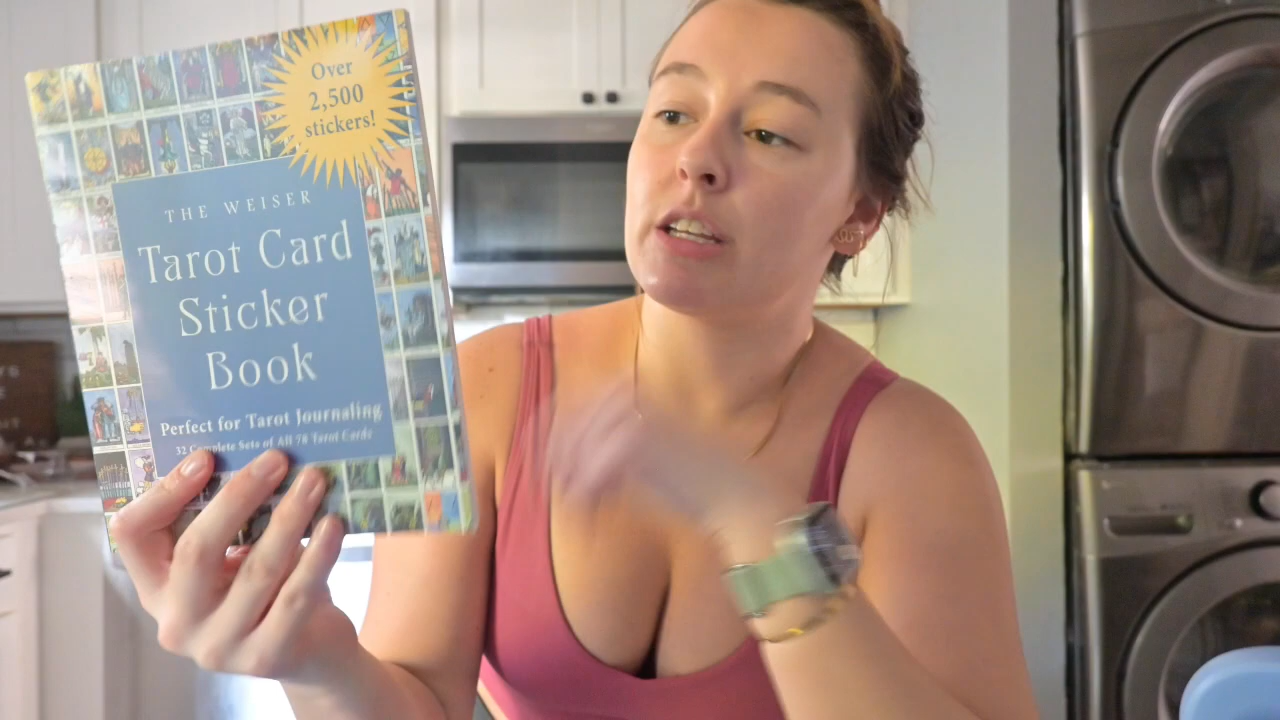 Over
2,500
stickers!
THE WEISER
Tarot Card
Sticker
Book
Perfect for Tarot Journaling
32 Complete Sets of All 78 Tarot Cards